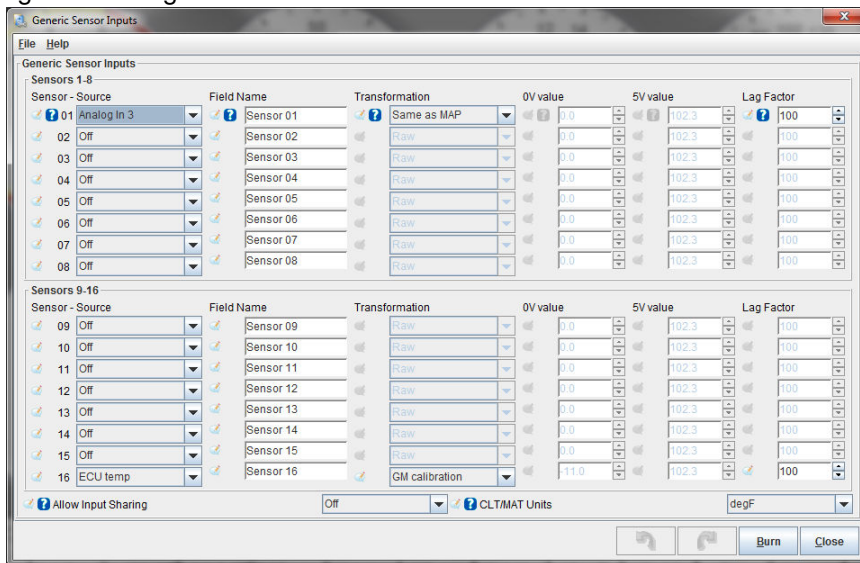 Generic Sensor Inputs
File Help
Generic Sensor Inputs
Sensors 1-8
Sensor - Source Field Name Transformation 0V value 5V value Lag Factor
01 Analog In 3 Sensor 01 Same as MAP 0.0 102.3 100
02 Off Sensor 02 Raw 0.0 102.3 100
03 Off Sensor 03 Raw 0.0 102.3 100
04 Off Sensor 04 Raw 0.0 102.3 100
05 Off Sensor 05 Raw 0.0 102.3 100
06 Off Sensor 06 Raw 0.0 102.3 100
07 Off Sensor 07 Raw 0.0 102.3 100
08 Off Sensor 08 Raw 0.0 102.3 100
Sensors 9-16
Sensor - Source Field Name Transformation 0V value 5V value Lag Factor
09 Off Sensor 09 Raw 0.0 102.3 100
10 Off Sensor 10 Raw 0.0 102.3 100
11 Off Sensor 11 Raw 0.0 102.3 100
12 Off Sensor 12 Raw 0.0 102.3 100
13 Off Sensor 13 Raw 0.0 102.3 100
14 Off Sensor 14 Raw 0.0 102.3 100
15 Off Sensor 15 Raw 0.0 102.3 100
16 ECU temp Sensor 16 GM calibration -11.0 102.3 100
Allow Input Sharing Off CLT/MAT Units degF
Burn Close